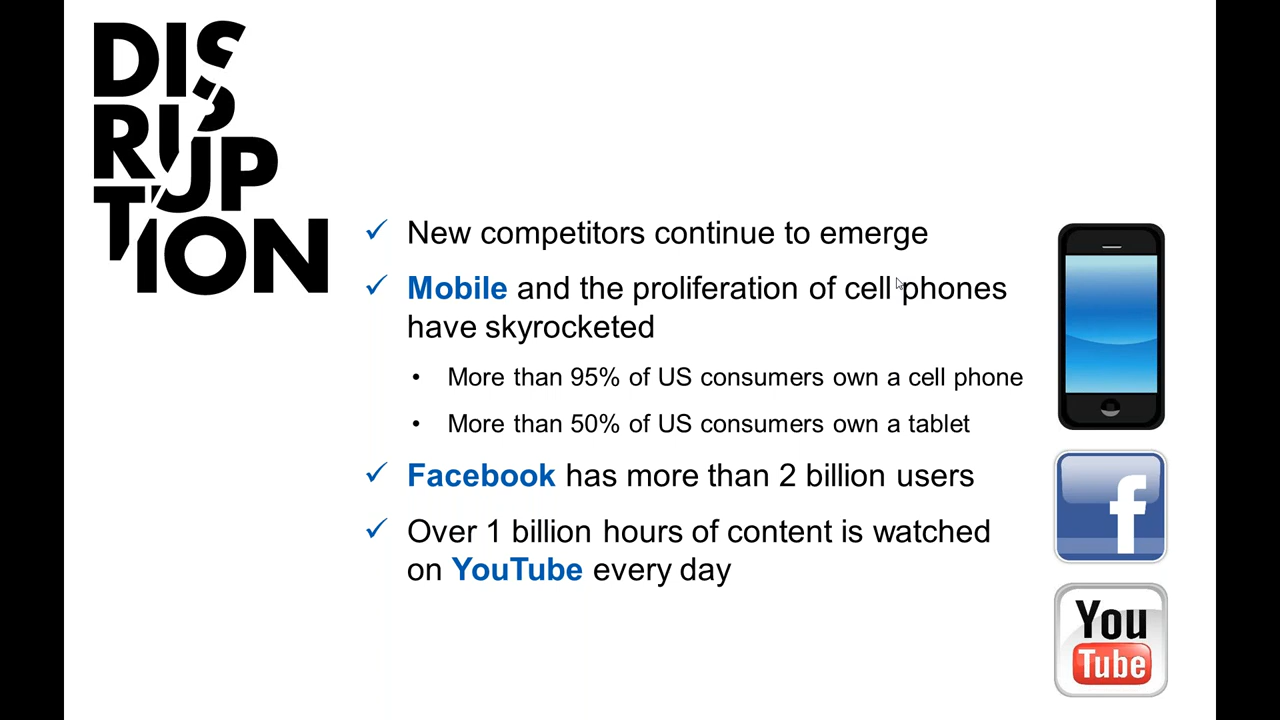 DIS
RUP
TION
✓ New competitors continue to emerge
✓ Mobile and the proliferation of cell phones
have skyrocketed
• More than 95% of US consumers own a cell phone
• More than 50% of US consumers own a tablet
✓ Facebook has more than 2 billion users
✓ Over 1 billion hours of content is watched
on YouTube every day
f
You
Tube